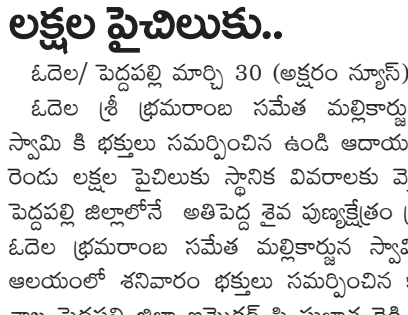 లక్షల పైచిలుకు..
ఓదెల/ పెద్దపల్లి మార్చి 30 (అక్షరం న్యూస్)
ఓదెల శ్రీ భ్రమరాంబ సమేత మల్లికార్జు
స్వామి కి భక్తులు సమర్పించిన ఉండి ఆదాయ
రెండు లక్షల పైచిలుకు స్థానిక వివరాలకు వె
పెద్దపల్లి జిల్లాలోనే అతిపెద్ద శైవ పుణ్యక్షేత్రం
ఓదెల భ్రమరాంబ సమేత మల్లికార్జున స్వామి
ఆలయంలో శనివారం భక్తులు సమర్పించిన